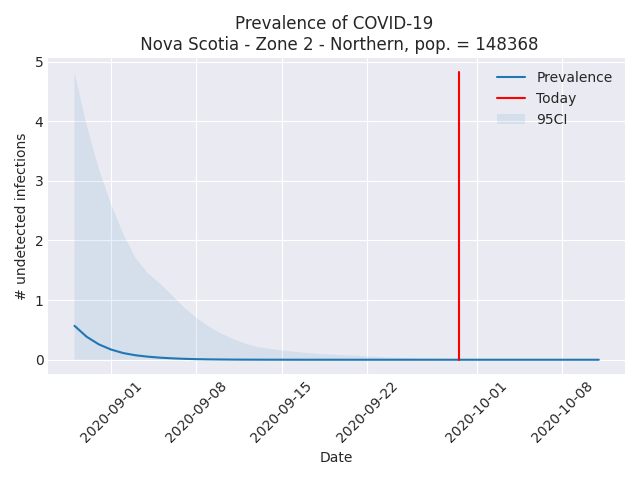 Prevalence of COVID-19
Nova Scotia - Zone 2 - Northern, pop. = 148368
Prevalence
Today
95CI
5
4
3
2
1
0
# undetected infections
2020-09-01
2020-09-08
2020-09-15
2020-09-22
2020-10-01
2020-10-08
Date